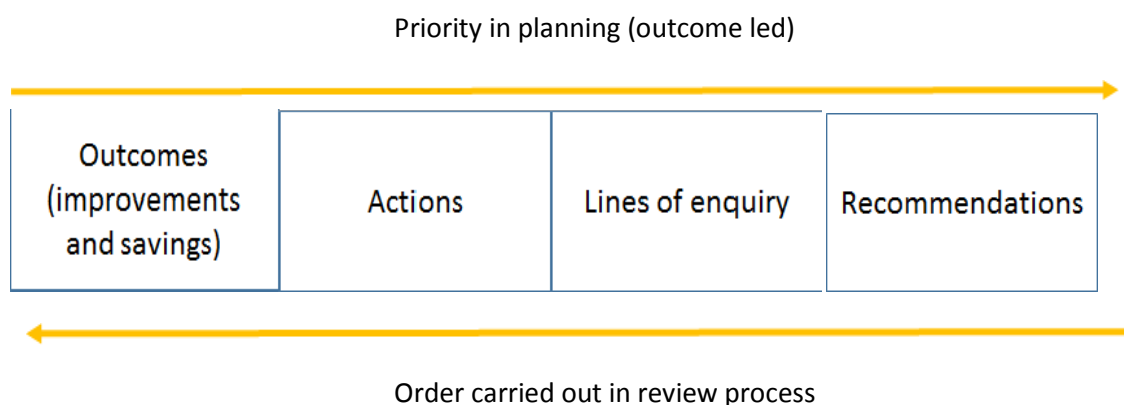 Priority in planning (outcome led)
Outcomes
(improvements
and savings)
Actions
Lines of enquiry
Recommendations
Order carried out in review process